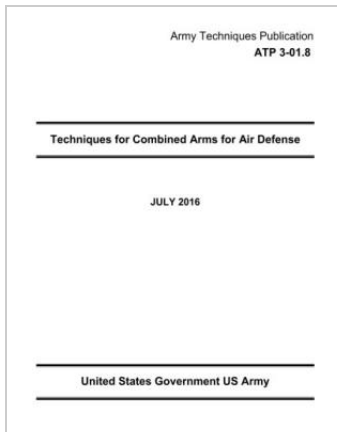 Army Techniques Publication
ATP 3-01.8
Techniques for Combined Arms for Air Defense
JULY 2016
United States Government US Army